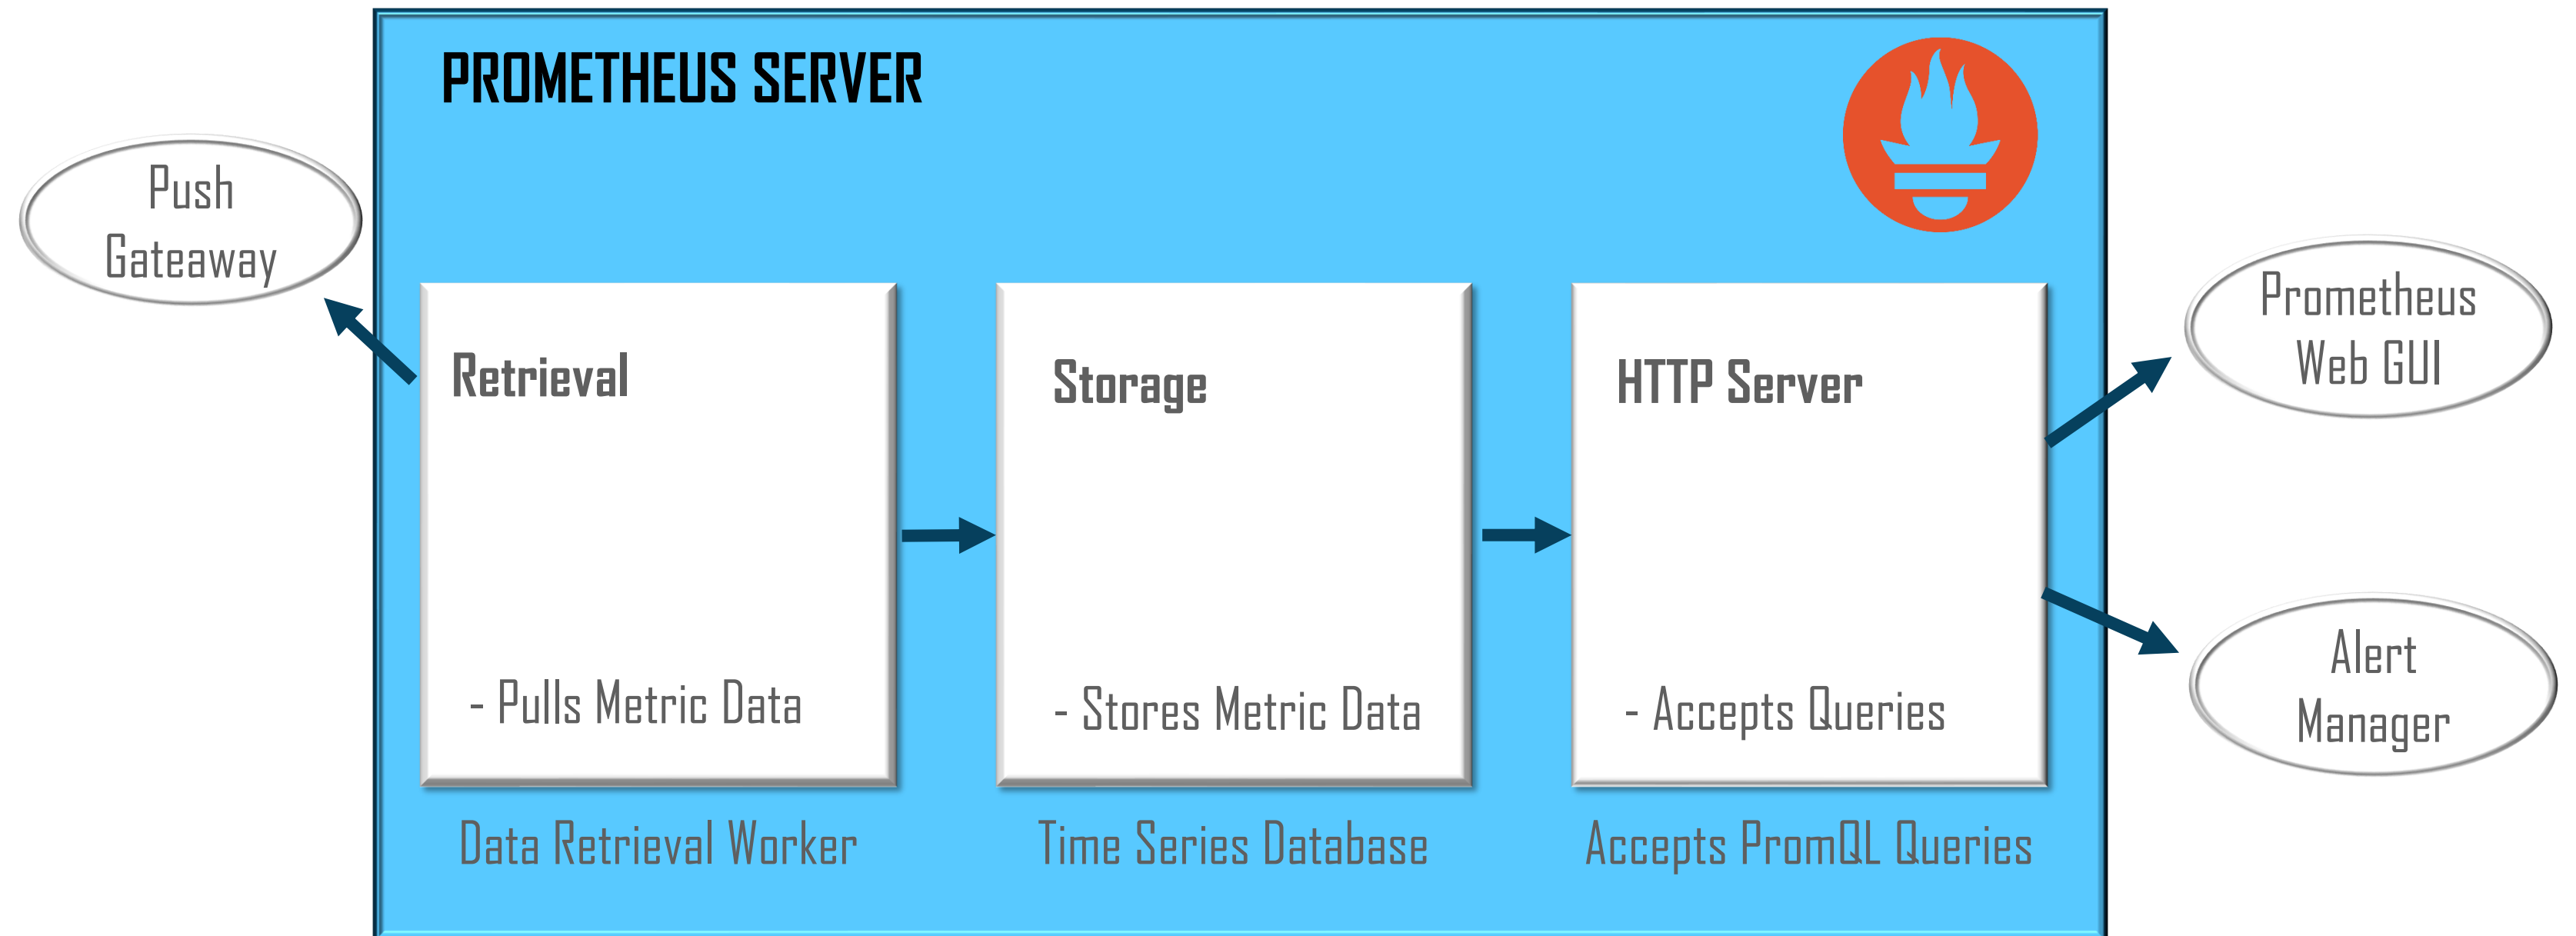 PROMETHEUS SERVER
Push
Gateaway
Retrieval
- Pulls Metric Data
Data Retrieval Worker
Storage
- Stores Metric Data
Time Series Database
HTTP Server
- Accepts Queries
Accepts PromQL Queries
Prometheus
Web GUI
Alert
Manager